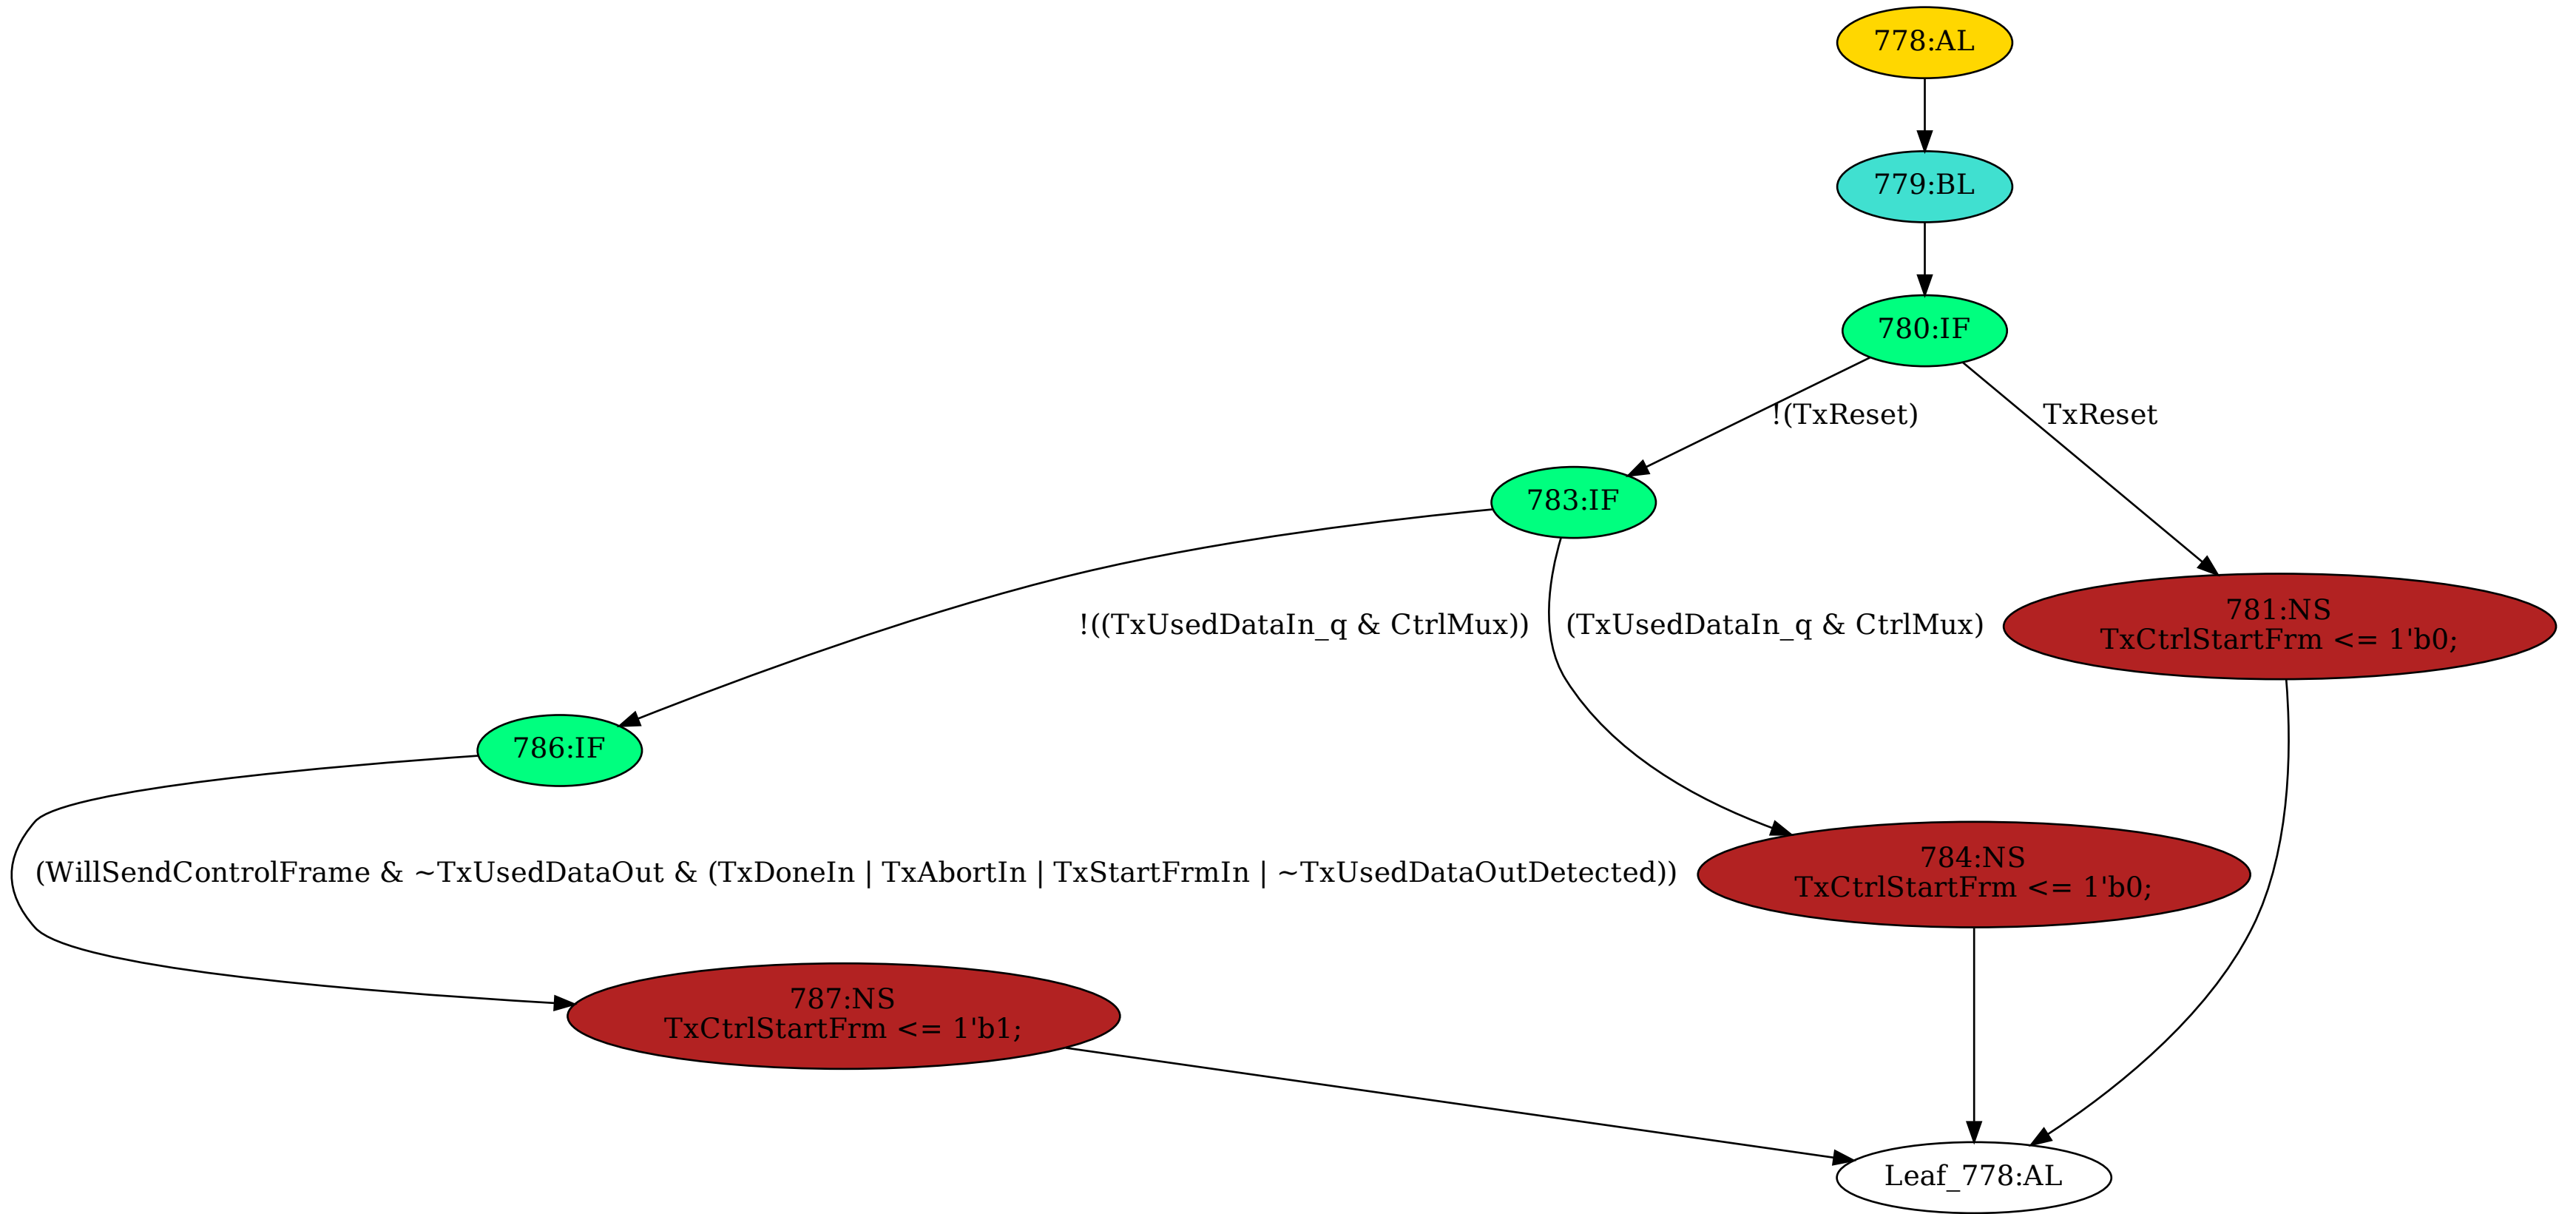 778:AL
779:BL
780:IF
!(TxReset)
TxReset
783:IF
!((TxUsedDataIn_q & CtrlMux))
(TxUsedDataIn_q & CtrlMux)
781:NS
TxCtrlStartFrm <= 1'b0;
786:IF
(WillSendControlFrame & ~TxUsedDataOut & (TxDoneIn | TxAbortIn | TxStartFrmIn | ~TxUsedDataOutDetected))
784:NS
TxCtrlStartFrm <= 1'b0;
787:NS
TxCtrlStartFrm <= 1'b1;
Leaf_778:AL